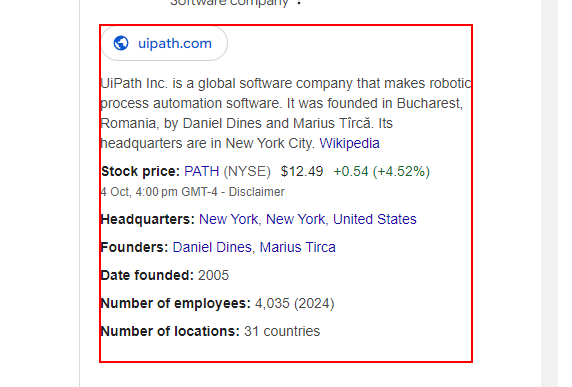 Software company
uipath.com
UiPath Inc. is a global software company that makes robotic
process automation software. It was founded in Bucharest,
Romania, by Daniel Dines and Marius Tîrcă. Its
headquarters are in New York City. Wikipedia
Stock price: PATH (NYSE) $12.49 +0.54 (+4.52%)
4 Oct, 4:00 pm GMT-4 - Disclaimer
Headquarters: New York, New York, United States
Founders: Daniel Dines, Marius Tirca
Date founded: 2005
Number of employees: 4,035 (2024)
Number of locations: 31 countries